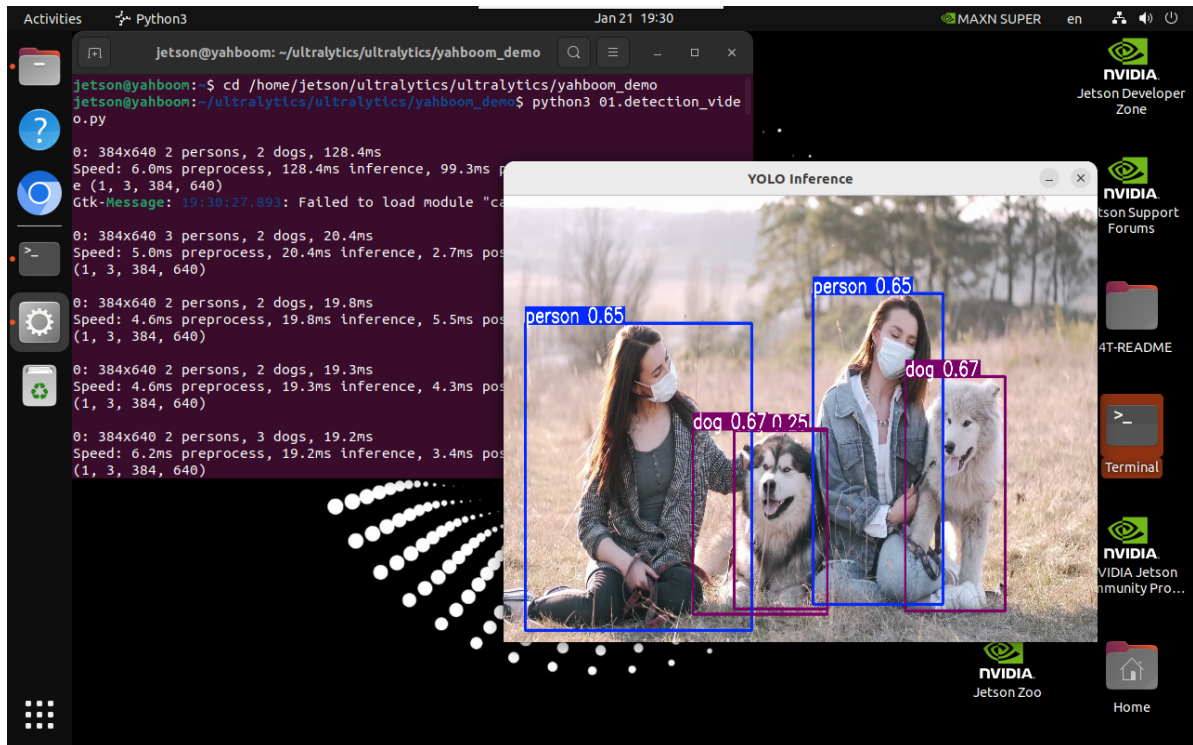 Activities
Python3
Jan 21 19:30
MAXN SUPER
en
jetson@yahboom: ~/ultralytics/ultralytics/yahboom_demo
jetson@yahboom:~$ cd /home/jetson/ultralytics/ultralytics/yahboom_demo
jetson@yahboom:~/ultralytics/ultralytics/yahboom_demo$ python3 01.detection_vide
o.py
0: 384x640 2 persons, 2 dogs, 128.4ms
Speed: 6.0ms preprocess, 128.4ms inference, 99.3ms p
e (1, 3, 384, 640)
Gtk-Message: 19:30:27.893: Failed to load module "ca
0: 384x640 3 persons, 2 dogs, 20.4ms
Speed: 5.0ms preprocess, 20.4ms inference, 2.7ms pos
(1, 3, 384, 640)
0: 384x640 2 persons, 2 dogs, 19.8ms
Speed: 4.6ms preprocess, 19.8ms inference, 5.5ms pos
(1, 3, 384, 640)
0: 384x640 2 persons, 2 dogs, 19.3ms
Speed: 4.6ms preprocess, 19.3ms inference, 4.3ms pos
(1, 3, 384, 640)
0: 384x640 2 persons, 3 dogs, 19.2ms
Speed: 6.2ms preprocess, 19.2ms inference, 3.4ms pos
(1, 3, 384, 640)
YOLO Inference
person 0.65
person 0.65
dog 0.67
dog 0.67 0.25
NVIDIA.
Jetson Developer
Zone
NVIDIA.
tson Support
Forums
4T-README
>_
Terminal
NVIDIA.
VIDIA Jetson
mmunity Pro...
NVIDIA.
Jetson Zoo
Home